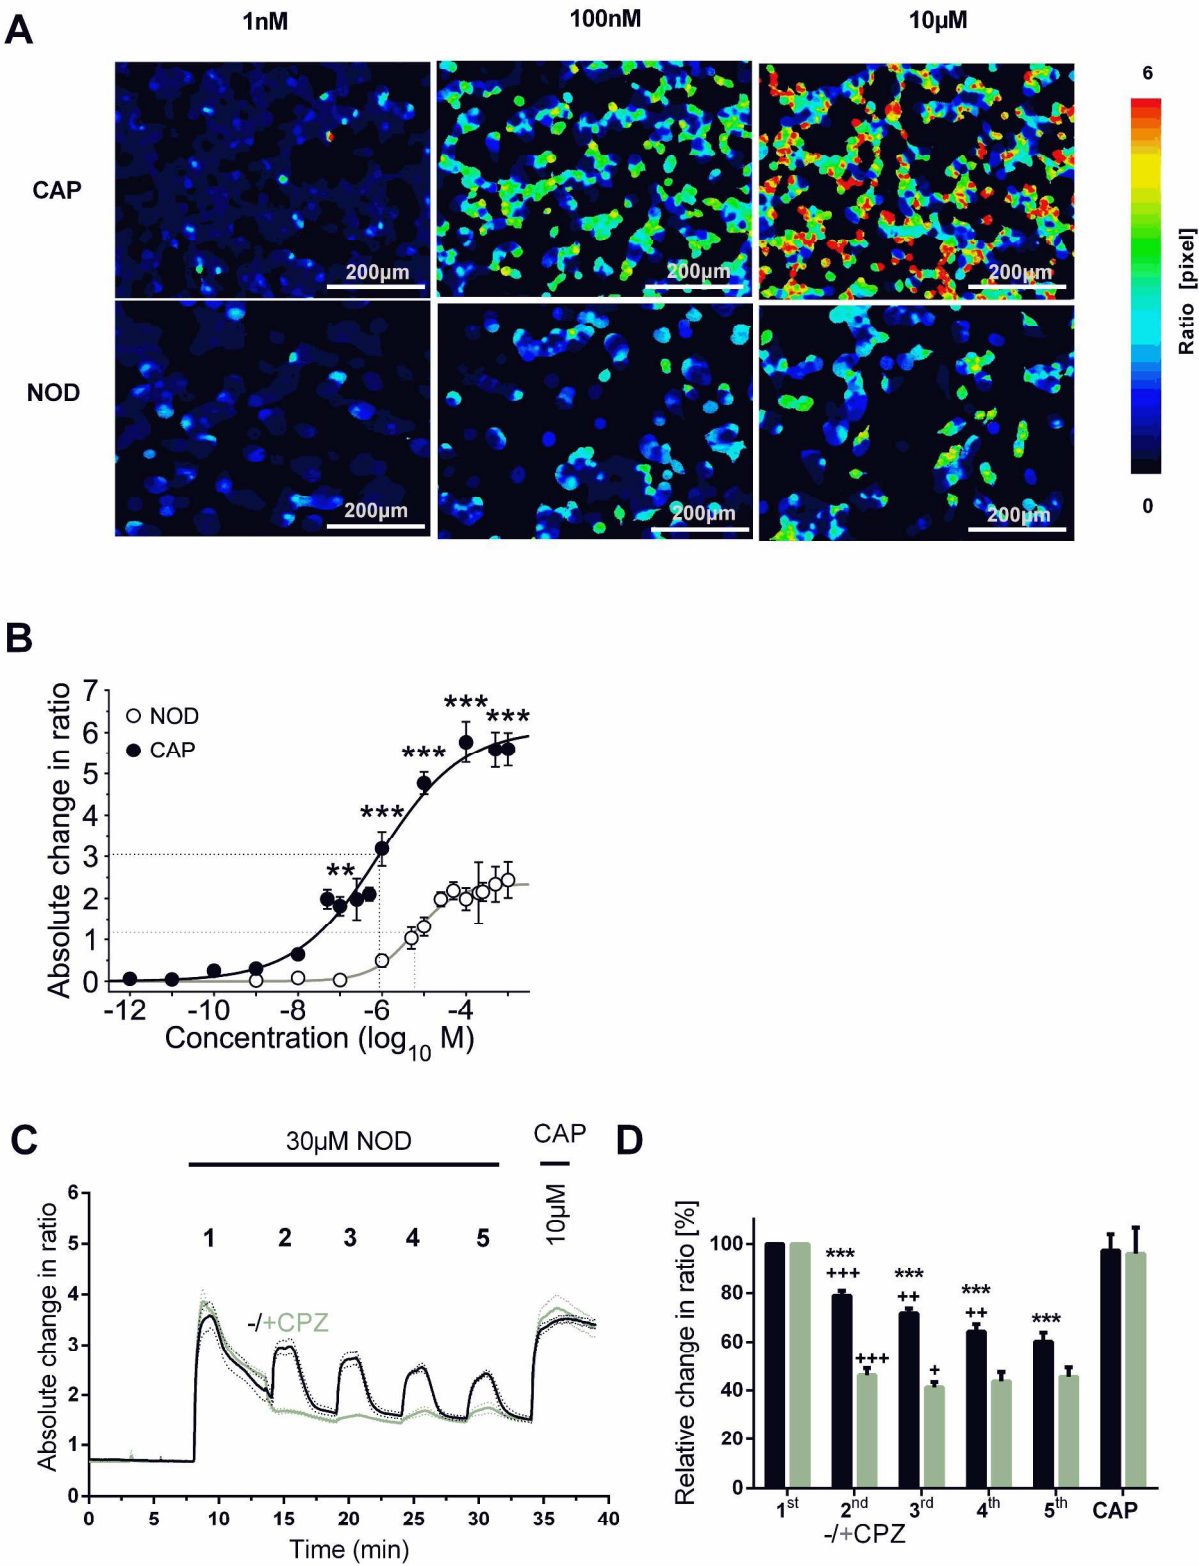 A
1nM
100nM
10µM
6
CAP
200µm
200µm
200µm
Ratio [pixel]
NOD
200µm
200µm
200µm
0
B
Absolute change in ratio
7
6
5
4
3
2
1
0
NOD
CAP
***
***
***
***
**
-12
-10
-8
-6
-4
Concentration (log10 M)
C
30µM NOD
CAP
10µM
Absolute change in ratio
6
5
4
3
2
1
0
1
2
3
4
5
-/+CPZ
0
5
10
15
20
25
30
35
40
Time (min)
D
Relative change in ratio [%]
100
80
60
40
20
0
***
+++
+++
***
++
+
***
++
***
1st
2nd
3rd
4th
5th
CAP
-/+CPZ